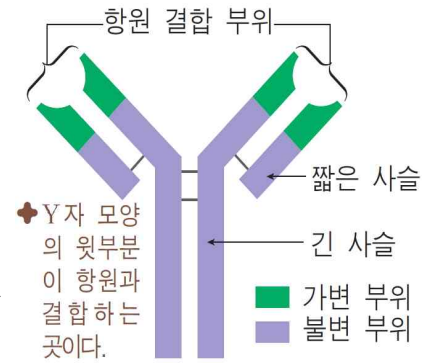 항원 결합 부위
짧은 사슬
긴 사슬
Y자 모양
의 윗부분
이 항원과
결합하는
곳이다.
가변 부위
불변 부위